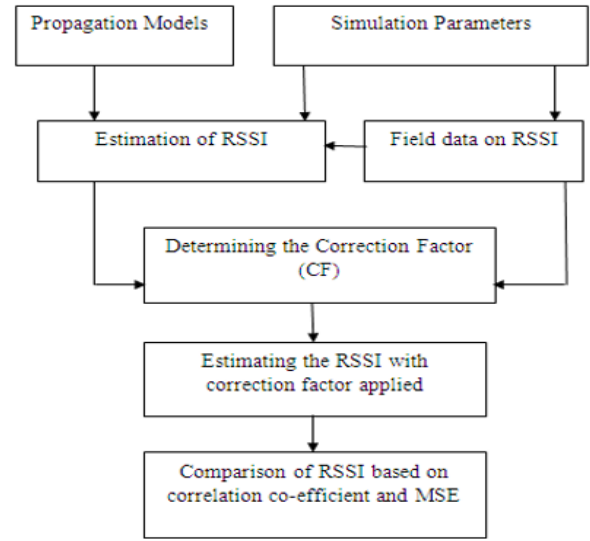 Propagation Models
Simulation Parameters
Estimation of RSSI
Field data on RSSI
Determining the Correction Factor
(CF)
Estimating the RSSI with
correction factor applied
Comparison of RSSI based on
correlation co-efficient and MSE